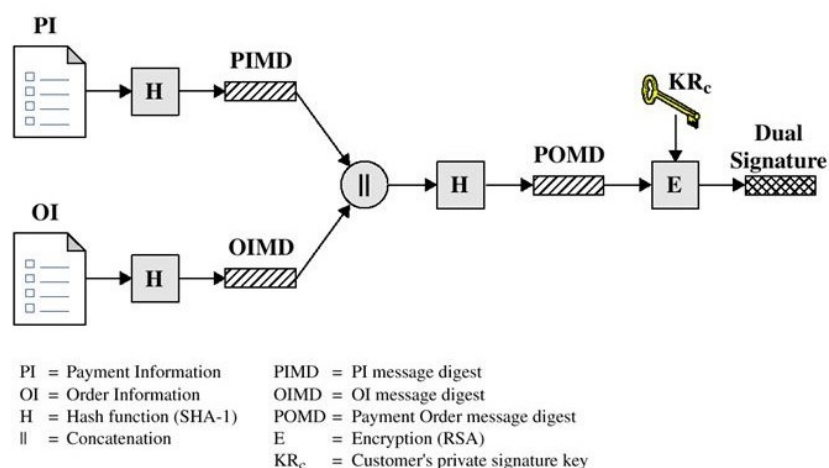 PI
H
PIMD
||
H
POMD
KRc
E
Dual
Signature
OI
H
OIMD
PI = Payment Information
OI = Order Information
H = Hash function (SHA-1)
|| = Concatenation
PIMD = PI message digest
OIMD = OI message digest
POMD = Payment Order message digest
E = Encryption (RSA)
KRc = Customer's private signature key